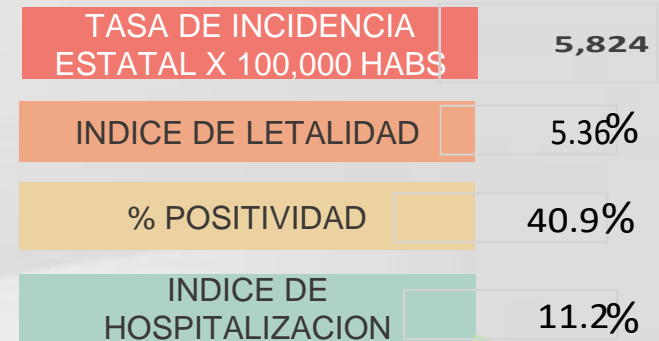 TASA DE INCIDENCIA
ESTATAL X 100,000 HABS
5,824
INDICE DE LETALIDAD
5.36%
% POSITIVIDAD
40.9%
INDICE DE
HOSPITALIZACION
11.2%